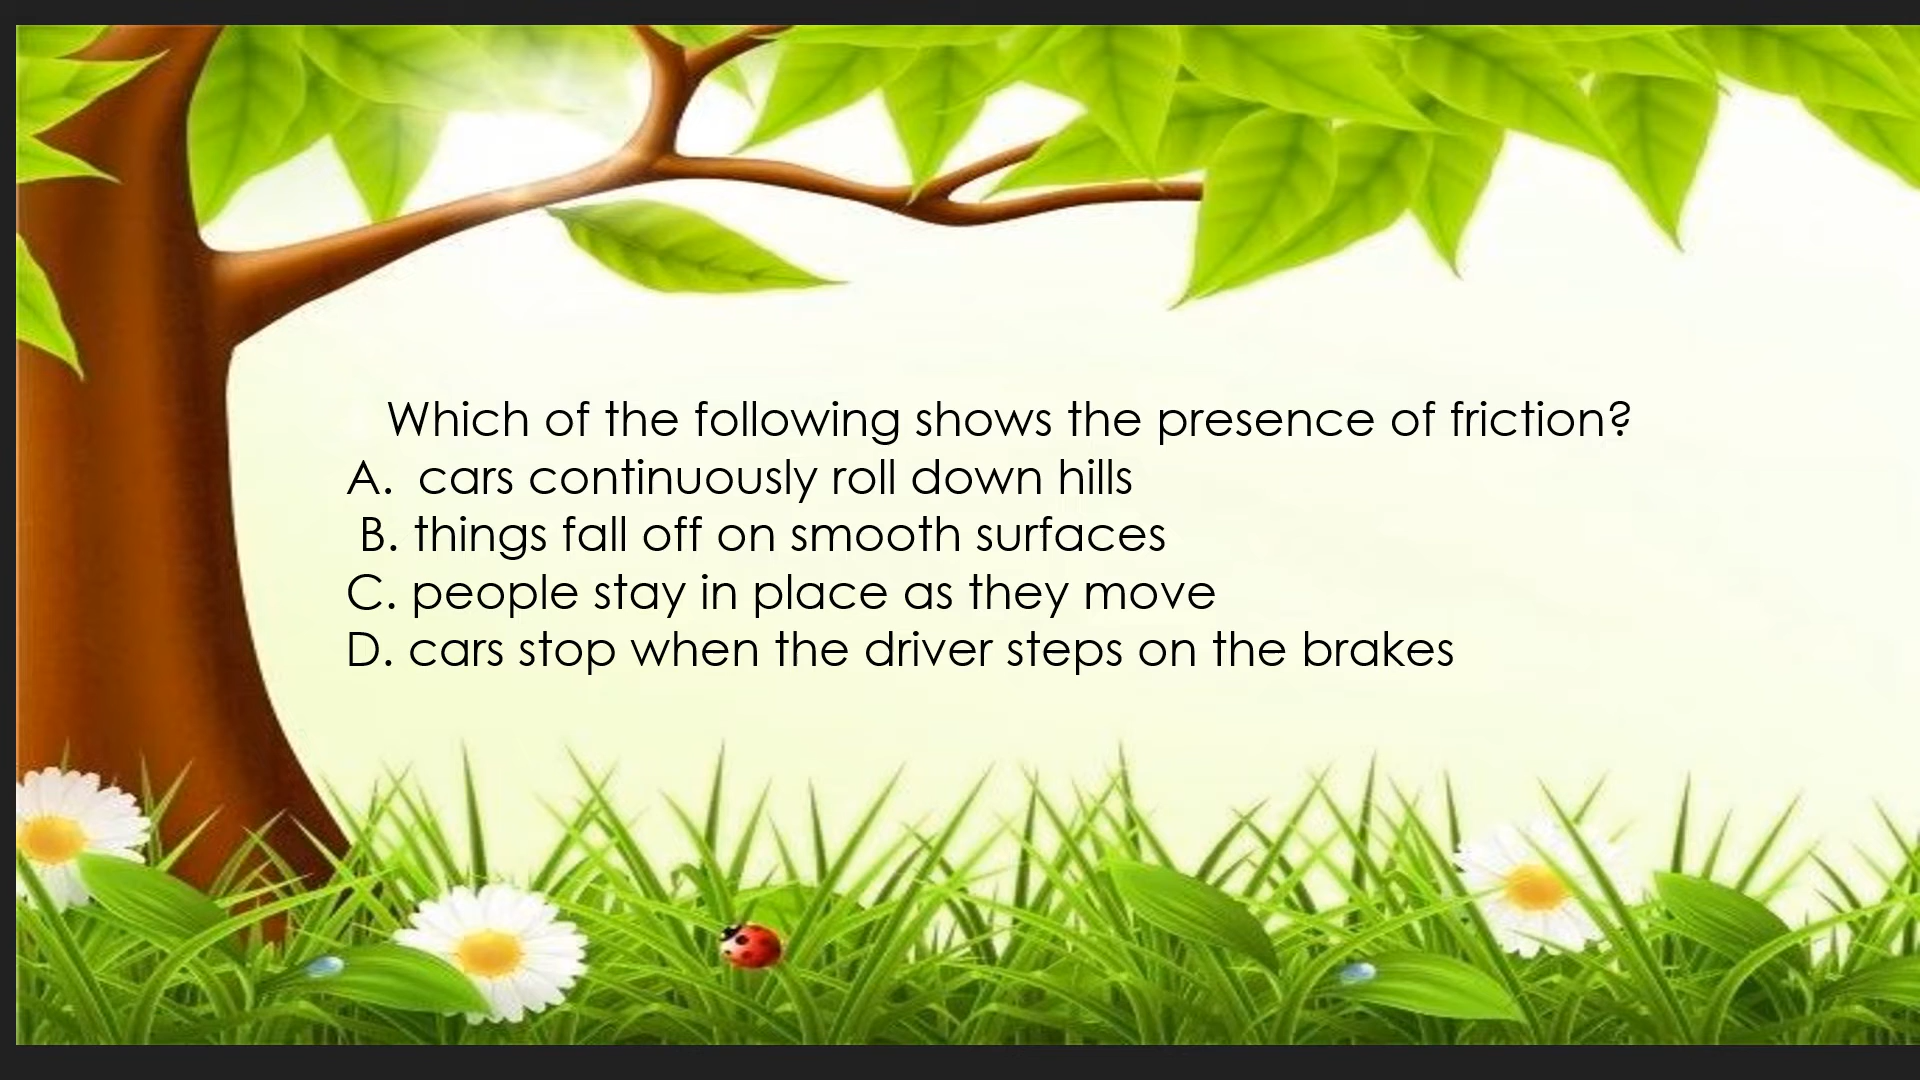 Which of the following shows the presence of friction?
A. cars continuously roll down hills
B. things fall off on smooth surfaces
C. people stay in place as they move
D. cars stop when the driver steps on the brakes